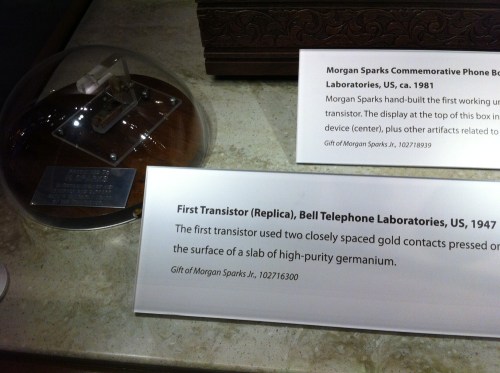 Morgan Sparks Commemorative Phone Bo
Laboratories, US, ca. 1981
Morgan Sparks hand-built the first working
transistor. The display at the top of this box in
device (center), plus other artifacts related to
Gift of Morgan Sparks Jr., 102718939
First Transistor (Replica), Bell Telephone Laboratories, US, 1947
The first transistor used two closely spaced gold contacts pressed
the surface of a slab of high-purity germanium.
Gift of Morgan Sparks Jr., 102716300